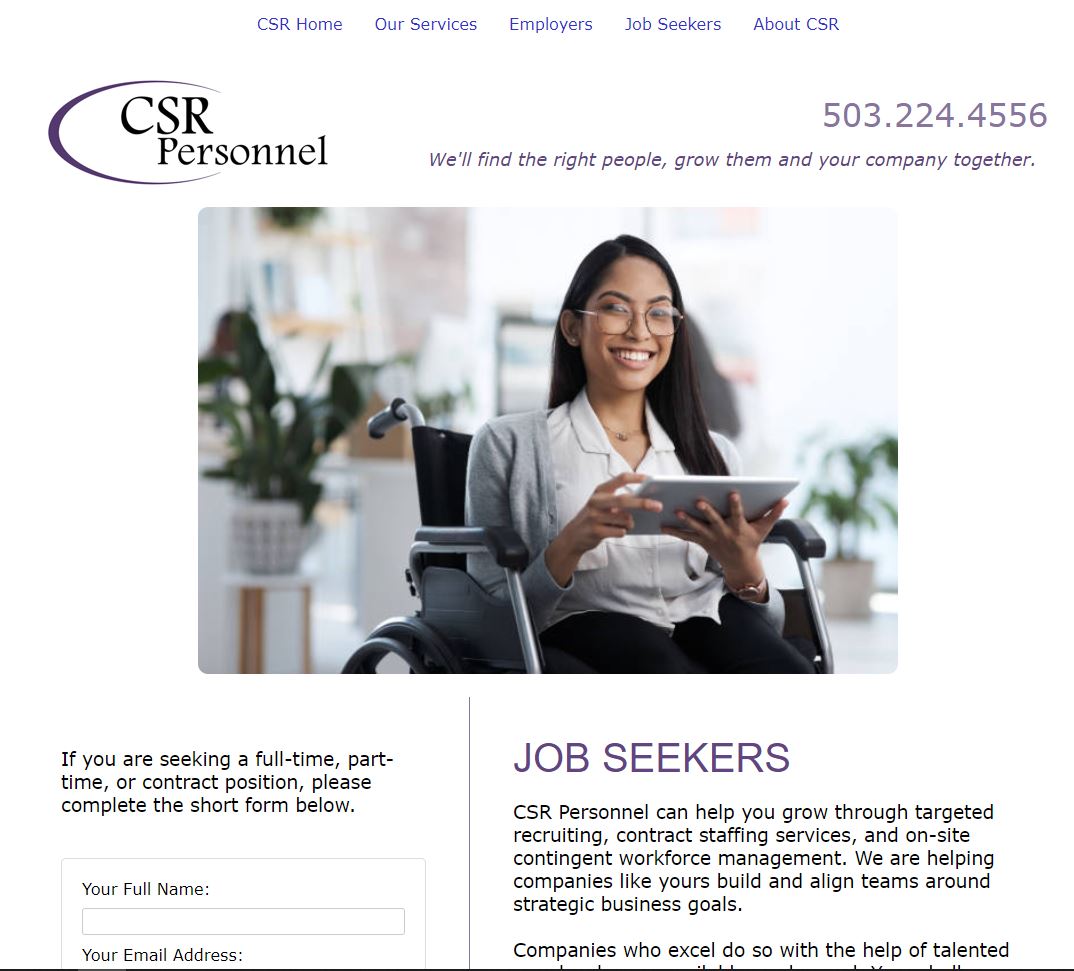 CSR Home Our Services Employers Job Seekers About CSR
CSR
Personnel
503.224.4556
We'll find the right people, grow them and your company together.
If you are seeking a full-time, part-
time, or contract position, please
complete the short form below.
Your Full Name:
Your Email Address:
JOB SEEKERS
CSR Personnel can help you grow through targeted
recruiting, contract staffing services, and on-site
contingent workforce management. We are helping
companies like yours build and align teams around
strategic business goals.
Companies who excel do so with the help of talented